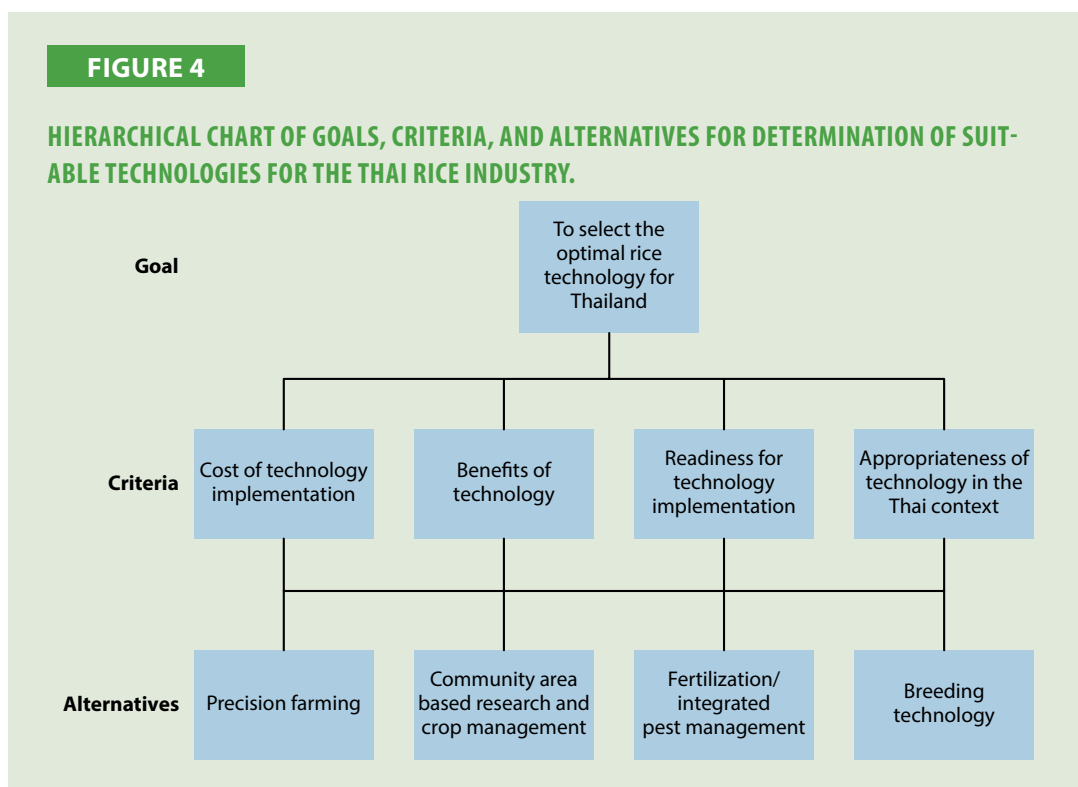 FIGURE 4
HIERARCHICAL CHART OF GOALS, CRITERIA, AND ALTERNATIVES FOR DETERMINATION OF SUIT-
ABLE TECHNOLOGIES FOR THE THAI RICE INDUSTRY.
Goal
To select the
optimal rice
technology for
Thailand
Criteria
Cost of technology
implementation
Benefits of
technology
Readiness for
technology
implementation
Appropriateness of
technology in the
Thai context
Alternatives
Precision farming
Community area
based research and
crop management
Fertilization/
integrated
pest management
Breeding
technology